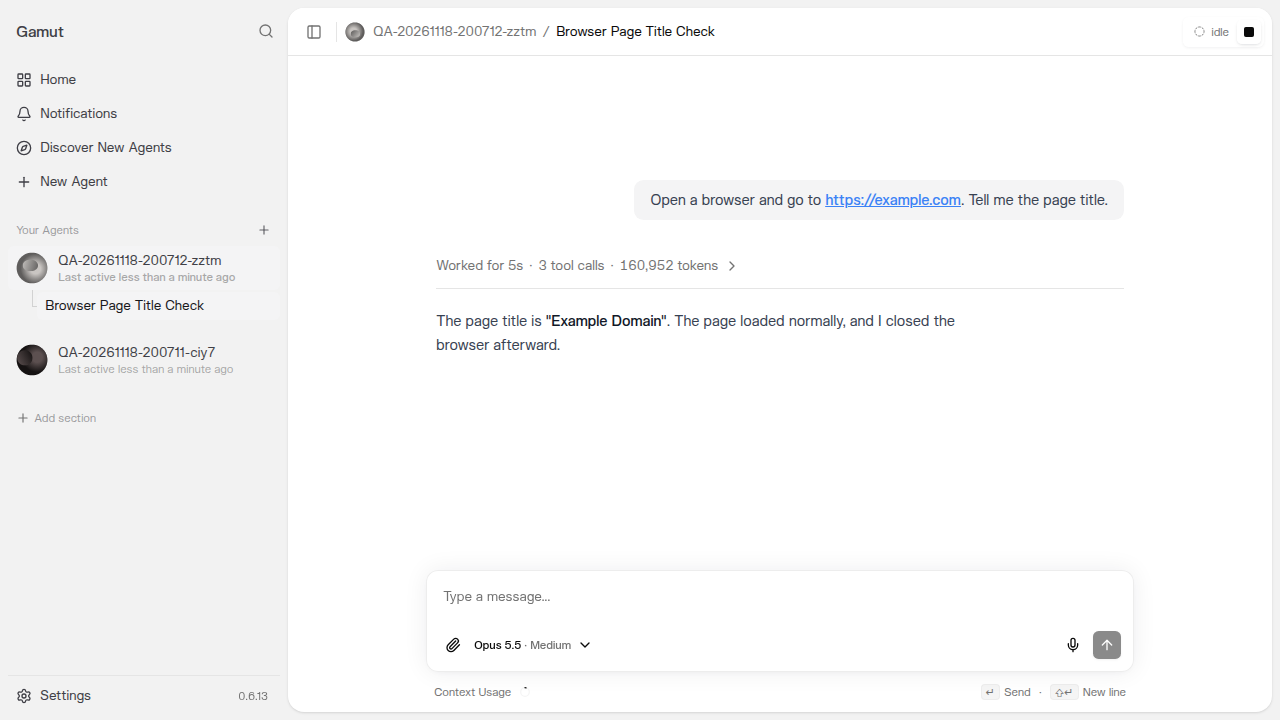 Gamut
Home
Notifications
Discover New Agents
New Agent
Your Agents
QA-20261118-200712-zztm
Last active less than a minute ago
Browser Page Title Check
QA-20261118-200711-ciy7
Last active less than a minute ago
Add section
Settings
0.6.13
QA-20261118-200712-zztm / Browser Page Title Check
idle
Open a browser and go to https://example.com. Tell me the page title.
Worked for 5s · 3 tool calls · 160,952 tokens
The page title is "Example Domain". The page loaded normally, and I closed the
browser afterward.
Type a message...
Opus 5.5 · Medium
Context Usage
↵ Send · ⇧↵ New line